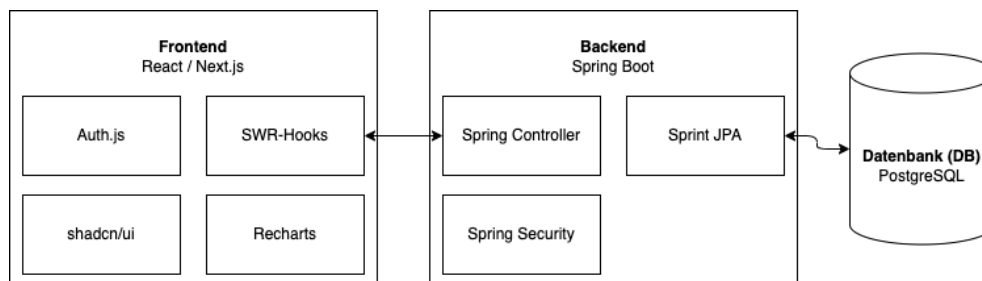 Frontend
React / Next.js
Auth.js
SWR-Hooks
shadcn/ui
Recharts
Backend
Spring Boot
Spring Controller
Sprint JPA
Spring Security
Datenbank (DB)
PostgreSQL